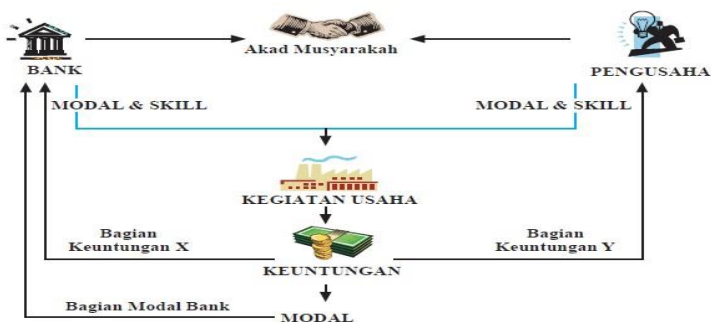 Akad Musyarakah
BANK
PENGUSAHA
MODAL & SKILL
MODAL & SKILL
KEGIATAN USAHA
Bagian
Keuntungan X
Bagian
Keuntungan Y
KEUNTUNGAN
Bagian Modal Bank
MODAL